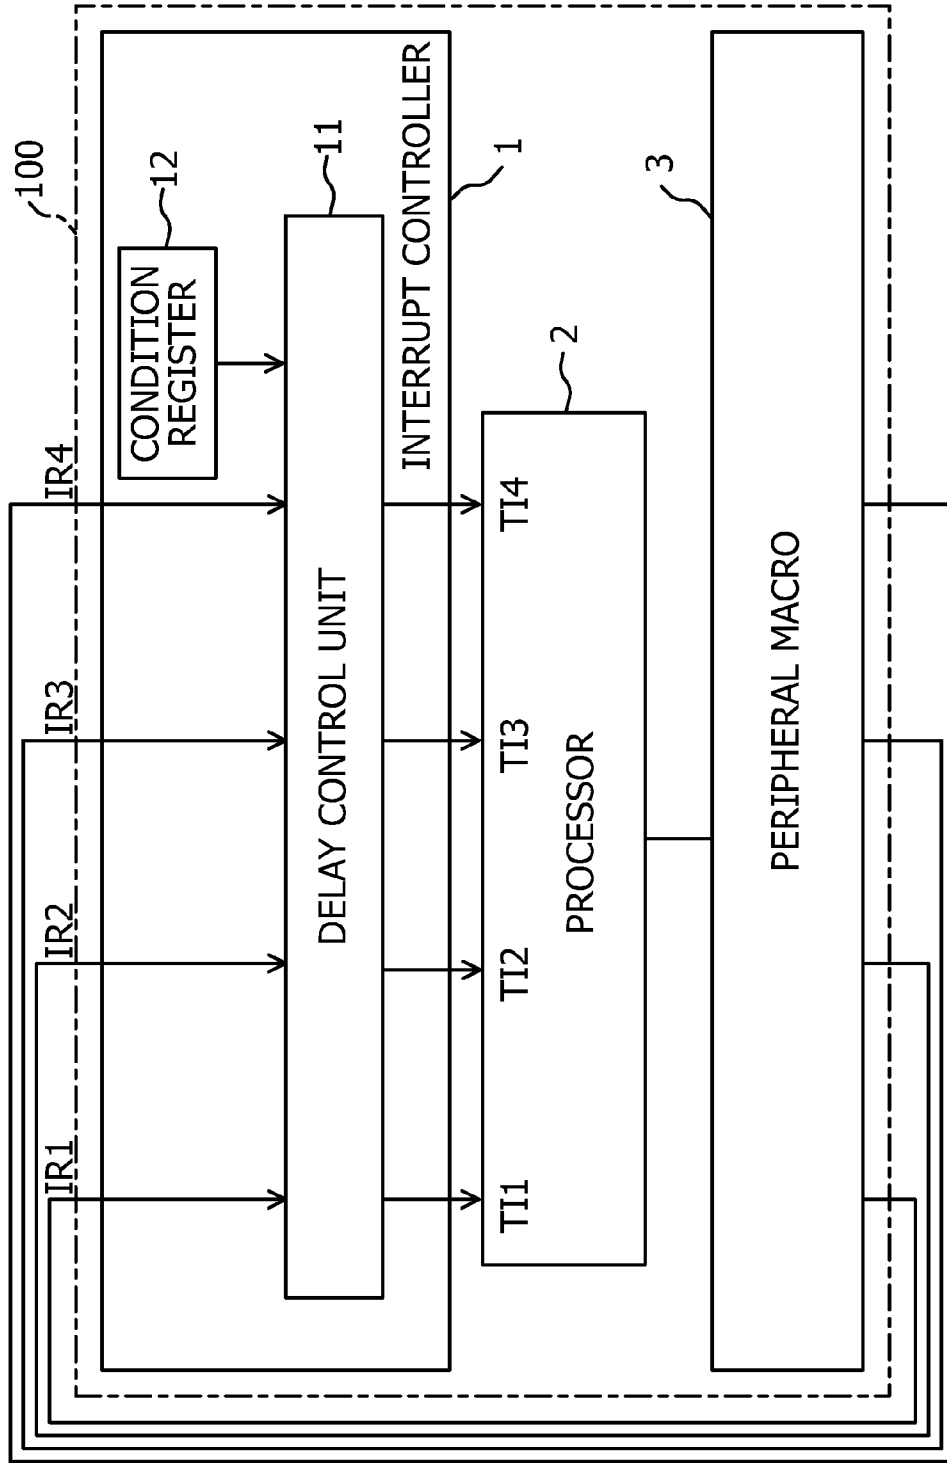 100
12
CONDITION
REGISTER
11
DELAY CONTROL UNIT
INTERRUPT CONTROLLER
1
IR1
IR2
IR3
IR4
TI1
TI2
TI3
TI4
PROCESSOR
2
3
PERIPHERAL MACRO